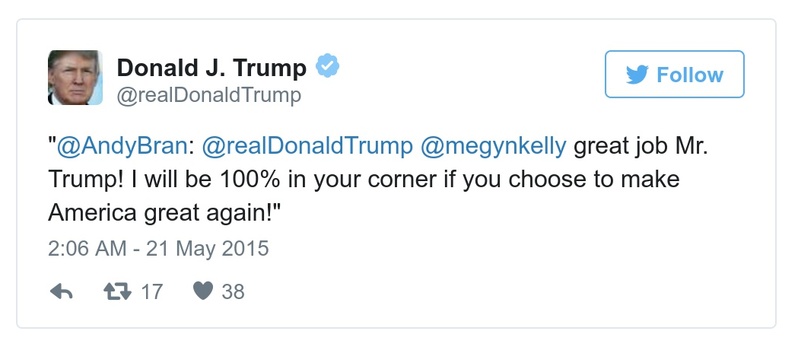 Donald J. Trump
@realDonaldTrump
Follow
"@AndyBran: @realDonaldTrump @megynkelly great job Mr.
Trump! I will be 100% in your corner if you choose to make
America great again!"
2:06 AM - 21 May 2015
17 38